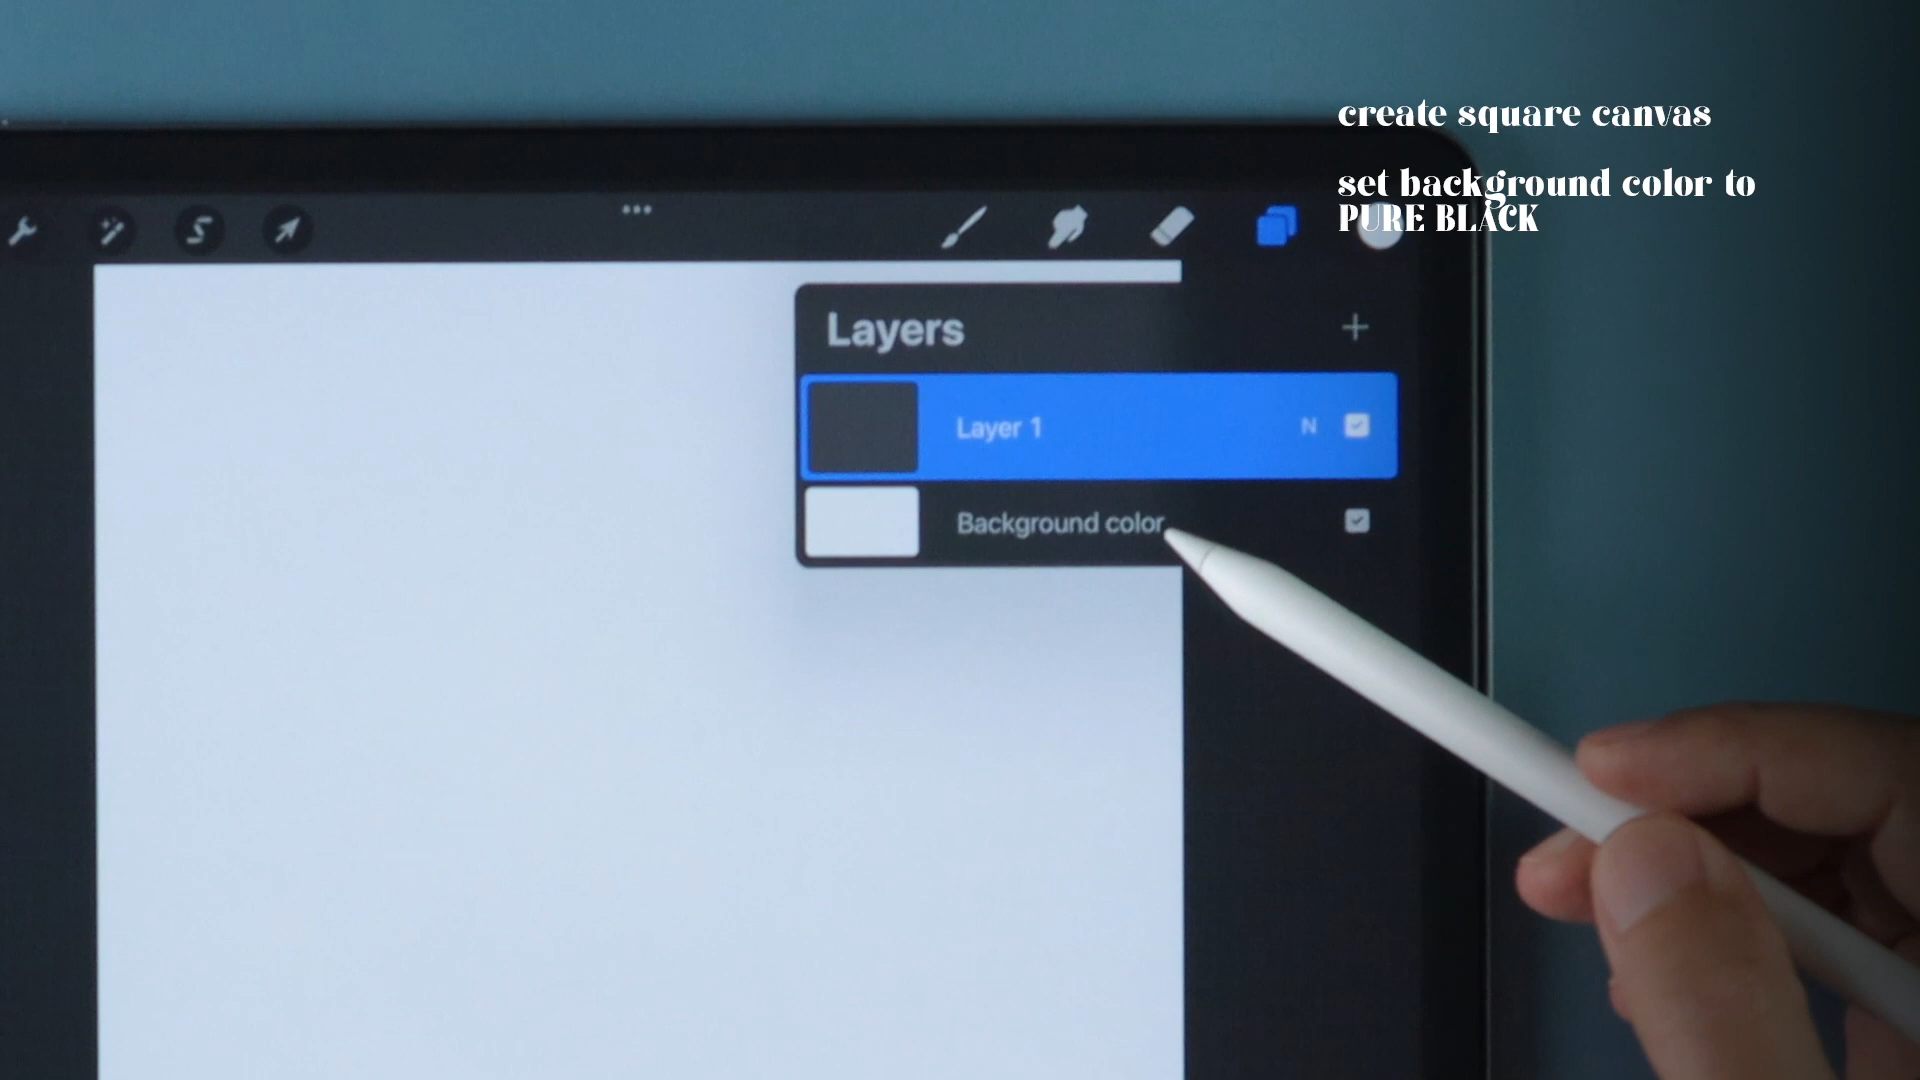 create square canvas
set background color to
PURE BLACK
Layers
Layer 1 N
Background color